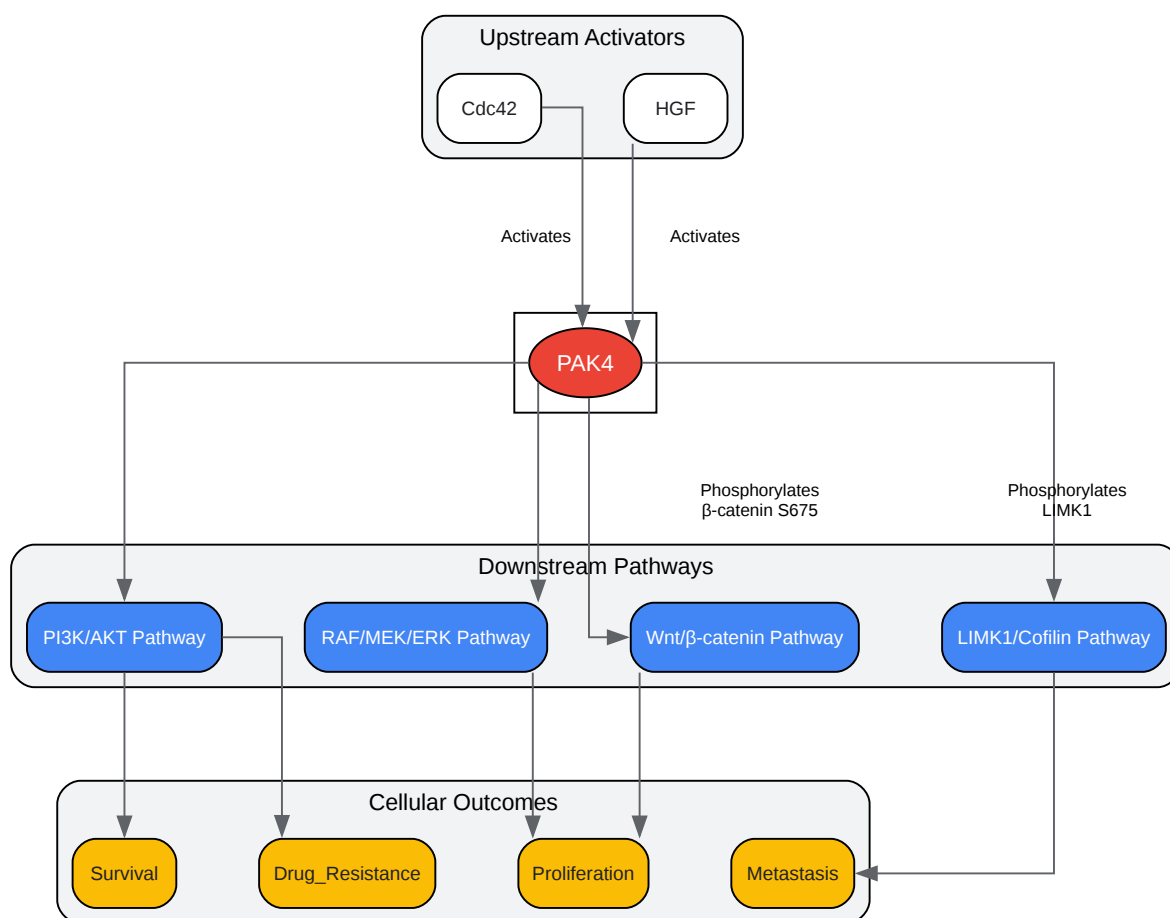 Upstream Activators
Cdc42
HGF
Activates
Activates
PAK4
Phosphorylates
β-catenin S675
Phosphorylates
LIMK1
Downstream Pathways
PI3K/AKT Pathway
RAF/MEK/ERK Pathway
Wnt/β-catenin Pathway
LIMK1/Cofilin Pathway
Cellular Outcomes
Survival
Drug_Resistance
Proliferation
Metastasis